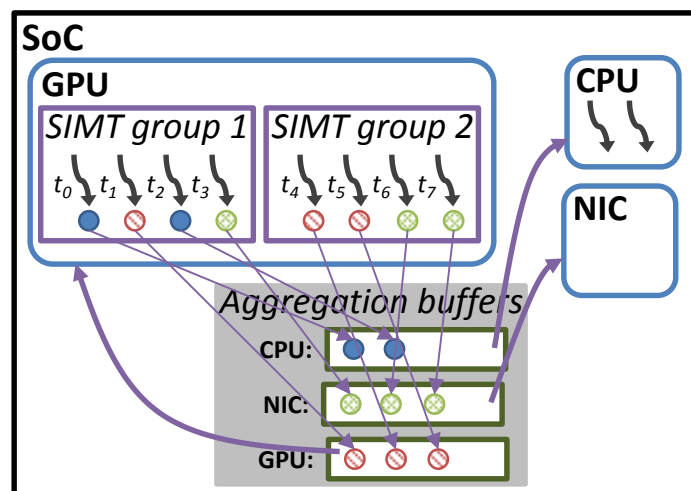 SoC
GPU
CPU
SIMT group 1
SIMT group 2
t0 t1 t2 t3
t4 t5 t6 t7
NIC
Aggregation buffers
CPU:
NIC:
GPU: